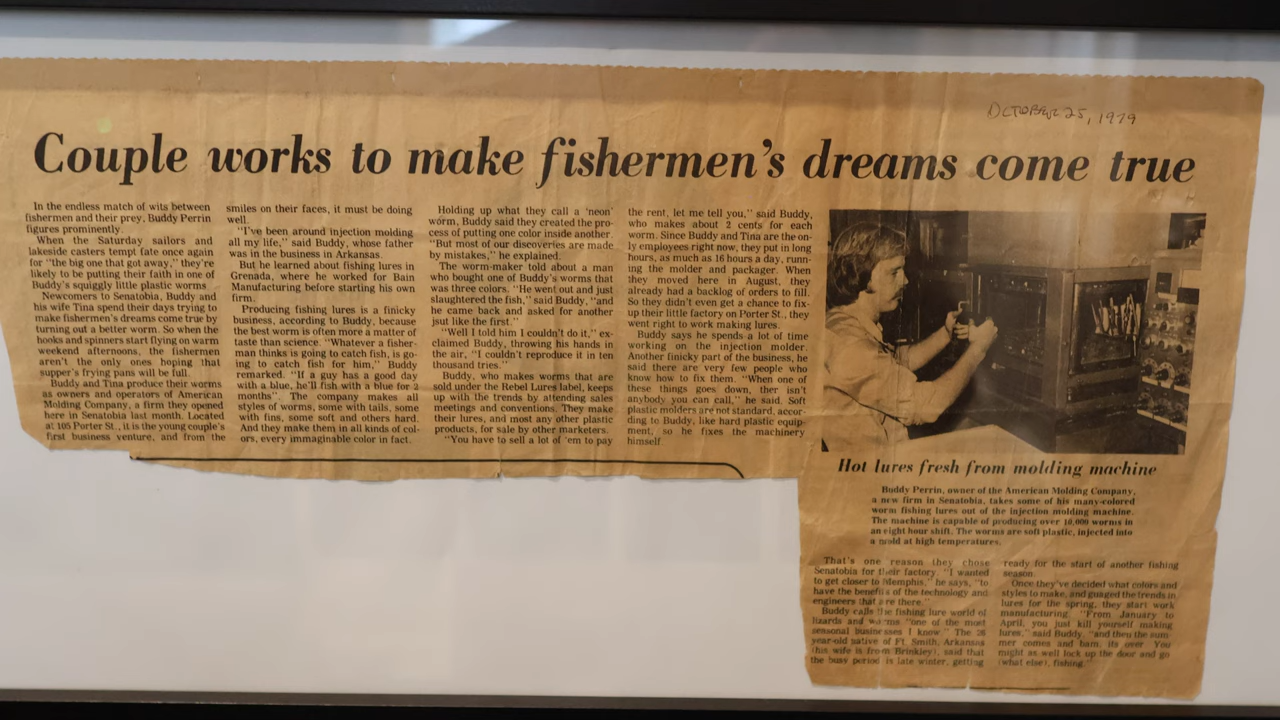 OCTOBER 25, 1979
Couple works to make fishermen's dreams come true
In the endless match of wits between
fishermen and their prey, Buddy Perrin
figures prominently.
When the Saturday sailors and
lakeside casters tempt fate once again
for "the big one that got away," they're
likely to be putting their faith in one of
Buddy's squiggly little plastic worms
Newcomers to Senatobia, Buddy and
his wife Tina spend their days trying to
make fishermen's dreams come true by
turning out a better worm. So when the
hooks and spinners start flying on warm
weekend afternoons, the fishermen
aren't the only ones hoping that
supper's frying pans will be full.
Buddy and Tina produce their worms
as owners and operators of American
Molding Company, a firm they opened
here in Senatobia last month. Located
at 105 Porter St., it is the young couple's
first business venture, and from the
smiles on their faces, it must be doing
well.
"I've been around injection molding
all my life," said Buddy, whose father
was in the business in Arkansas.
But he learned about fishing lures in
Grenada, where he worked for Bain
Manufacturing before starting his own
firm.
Producing fishing lures is a finicky
business, according to Buddy, because
the best worm is often more a matter of
taste than science. "Whatever a fisher-
man thinks is going to catch fish, is go-
ing to catch fish for him," Buddy
remarked. "If a guy has a good day
with a blue, he'll fish with a blue for 2
months". The company makes all
styles of worms, some with tails, some
with fins, some soft and others hard.
And they make them in all kinds of col-
ors, every immaginable color in fact.
Holding up what they call a 'neon'
worm, Buddy said they created the pro-
cess of putting one color inside another.
"But most of our discoveries are made
by mistakes," he explained.
The worm-maker told about a man
who bought one of Buddy's worms that
was three colors. "He went out and just
slaughtered the fish," said Buddy, "and
he came back and asked for another
jsut like the first."
"Well I told him I couldn't do it," ex-
claimed Buddy, throwing his hands in
the air, "I couldn't reproduce it in ten
thousand tries."
Buddy, who makes worms that are
sold under the Rebel Lures label, keeps
up with the trends by attending sales
meetings and conventions. They make
their lures, and most any other plastic
products, for sale by other marketers.
"You have to sell a lot of 'em to pay
the rent, let me tell you," said Buddy,
who makes about 2 cents for each
worm. Since Buddy and Tina are the on-
ly employees right now, they put in long
hours, as much as 16 hours a day, runn-
ing the molder and packager. When
they moved here in August, they
already had a backlog of orders to fill.
So they didn't even get a chance to fix-
up their little factory on Porter St., they
went right to work making lures.
Buddy says he spends a lot of time
working on the injection molder.
Another finicky part of the business, he
said there are very few people who
know how to fix them. "When one of
these things goes down, ther isn't
anybody you can call," he said. Soft
plastic molders are not standard, accor-
ding to Buddy, like hard plastic equip-
ment, so he fixes the machinery
himself
Hot lures fresh from molding machine
Buddy Perrin, owner of the American Molding Company,
a new firm in Senatobia, takes some of his many-colored
worm fishing lures out of the injection molding machine.
The machine is capable of producing over 10,000 worms in
an eight hour shift. The worms are soft plastic, injected into
a mold at high temperatures.
That's one reason they chose
Senatobia for their factory. "I wanted
to get closer to Memphis," he says, "to
have the benefits of the technology and
engineers that are there."
Buddy calls the fishing lure world of
lizards and worms "one of the most
seasonal businesses I know." The 26
year-old native of Ft. Smith, Arkansas
(his wife is from Brinkley), said that
the busy period is late winter, getting
ready for the start of another fishing
season.
Once they've decided what colors and
styles to make, and guaged the trends in
lures for the spring, they start work
manufacturing. "From January to
April, you just kill yourself making
lures," said Buddy, "and then the sum-
mer comes and bam, its over. You
might as well lock up the door and go
(what else), fishing."